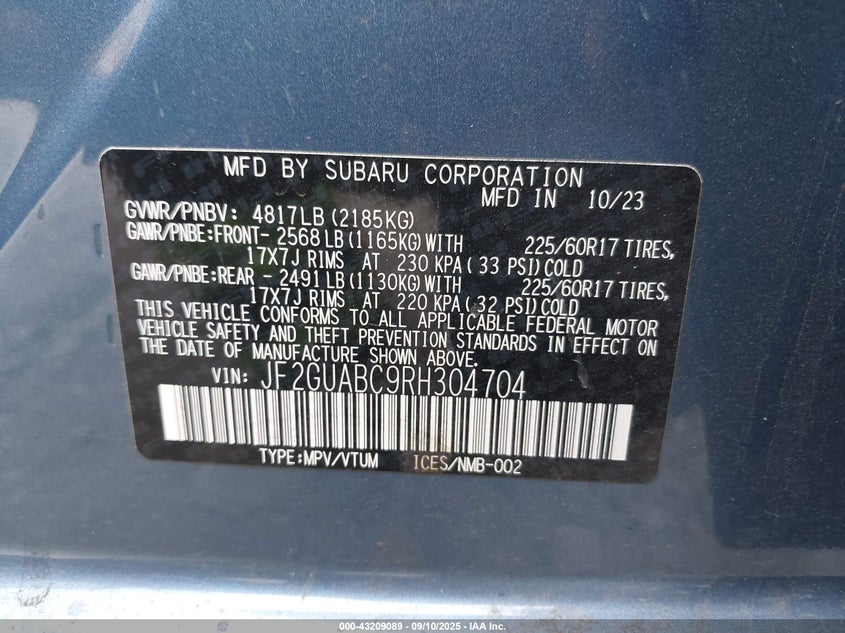 MFD BY SUBARU CORPORATION
MFD IN 10/23
GVWR/PNBV: 4817LB (2185KG)
GAWR/PNBE:FRONT- 2568LB (1165KG) WITH 225/60R17 TIRES,
17X7J RIMS AT 230 KPA (33 PSI) COLD
GAWR/PNBE:REAR - 2491LB (1130KG) WITH 225/60R17 TIRES,
17X7J RIMS AT 220 KPA (32 PSI) COLD
THIS VEHICLE CONFORMS TO ALL APPLICABLE FEDERAL MOTOR
VEHICLE SAFETY AND THEFT PREVENTION STANDARDS IN EFFECT ON
THE DATE OF MANUFACTURE SHOWN ABOVE.
VIN: JF2GUABC9RH304704
TYPE:MPV/VTUM ICES/NMB-002
000-43209089 - 09/10/2025 - IAA Inc.